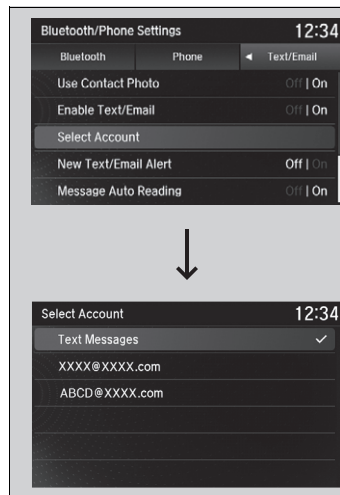 Bluetooth/Phone Settings 12:34
Bluetooth Phone ◄ Text/Email
Use Contact Photo Off | On
Enable Text/Email Off | On
Select Account
New Text/Email Alert Off | On
Message Auto Reading Off | On
Select Account 12:34
Text Messages ✓
XXXX@XXXX.com
ABCD@XXXX.com